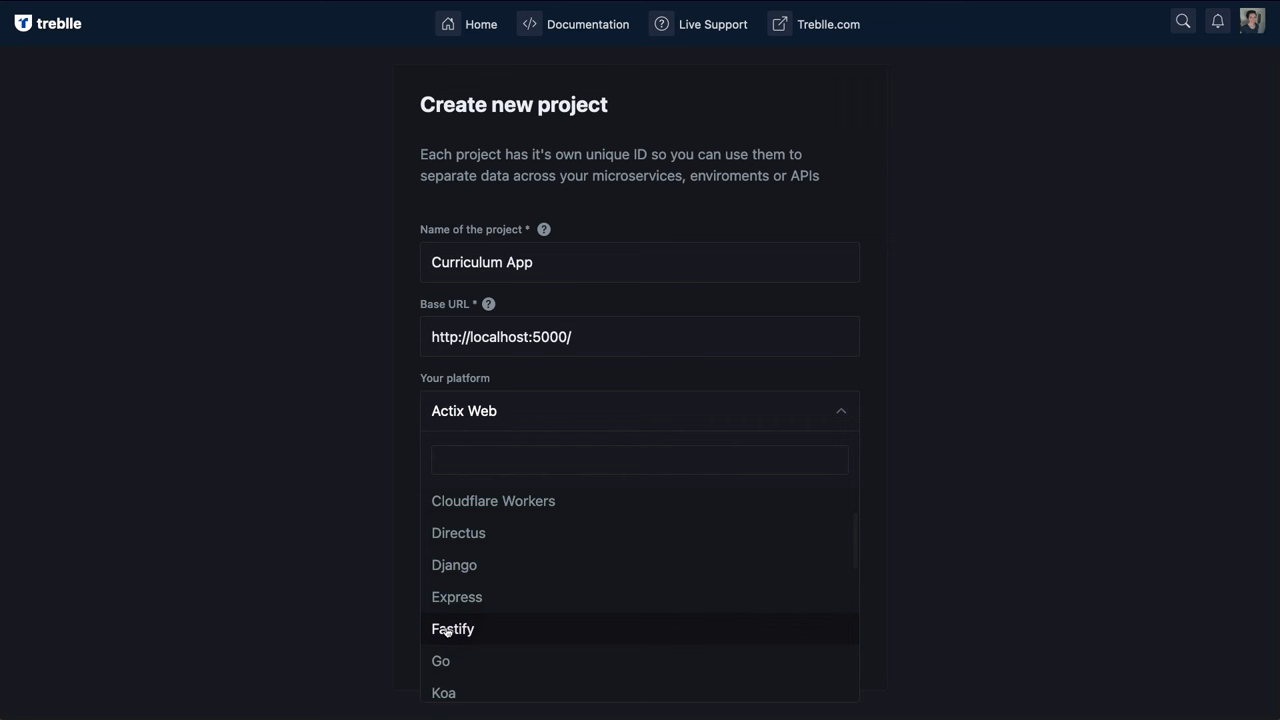 treblle
Home
Documentation
Live Support
Treblle.com
Create new project
Each project has it's own unique ID so you can use them to
separate data across your microservices, enviroments or APIs
Name of the project * ?
Curriculum App
Base URL * ?
http://localhost:5000/
Your platform
Actix Web
Cloudflare Workers
Directus
Django
Express
Fastify
Go
Koa